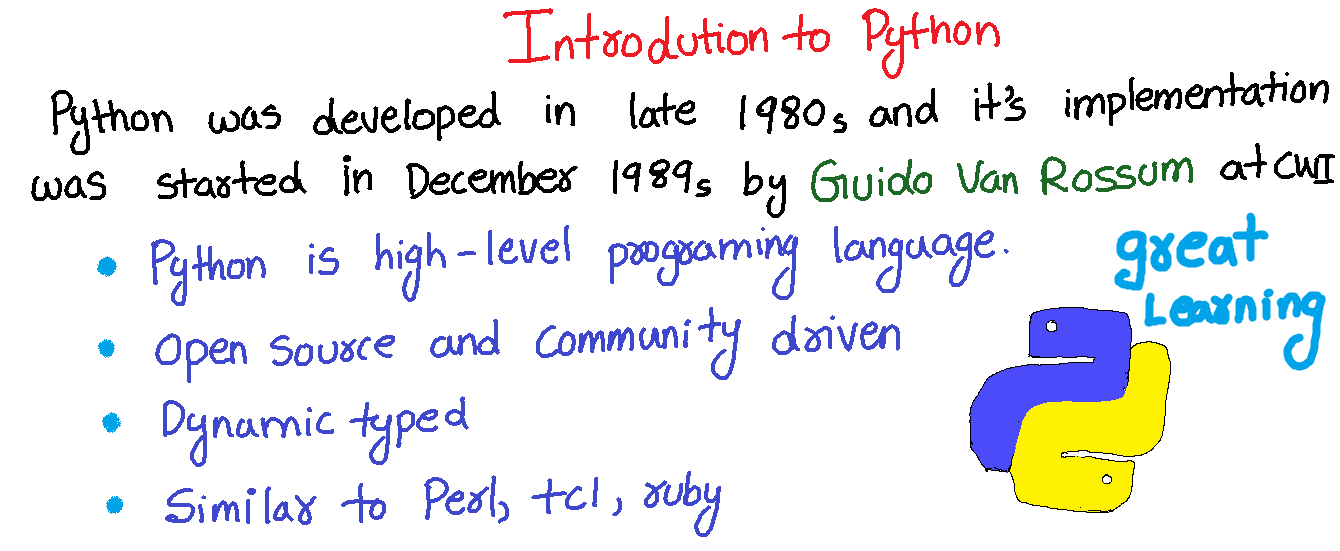 Introdution to Python
Python was developed in late 1980s and it's implementation
was started in December 1989s by Guido Van Rossum at CWI
• Python is high-level programing language.
• Open source and community driven
• Dynamic typed
• Similar to Perl, tcl, ruby
great
Learning